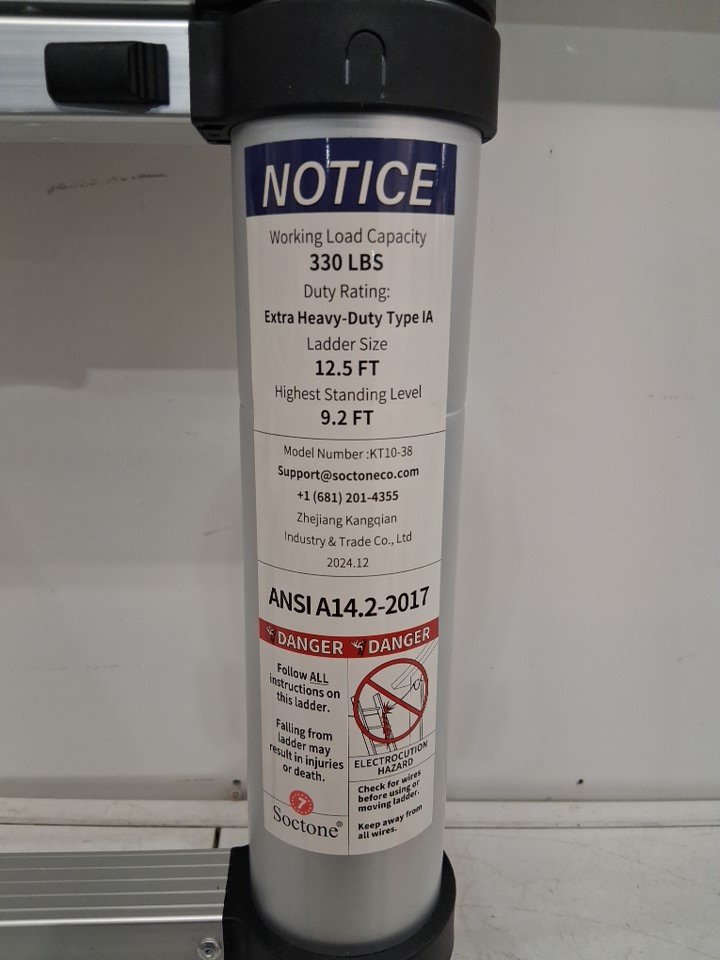 NOTICE
Working Load Capacity
330 LBS
Duty Rating:
Extra Heavy-Duty Type IA
Ladder Size
12.5 FT
Highest Standing Level
9.2 FT
Model Number :KT10-38
Support@soctoneco.com
+1 (681) 201-4355
Zhejiang Kangqian
Industry & Trade Co., Ltd
2024.12
ANSI A14.2-2017
DANGER DANGER
Follow ALL
instructions on
this ladder.
Falling from
ladder may
result in injuries
or death.
7
Soctone®
ELECTROCUTION
HAZARD
Check for wires
before using or
moving ladder.
Keep away from
all wires.